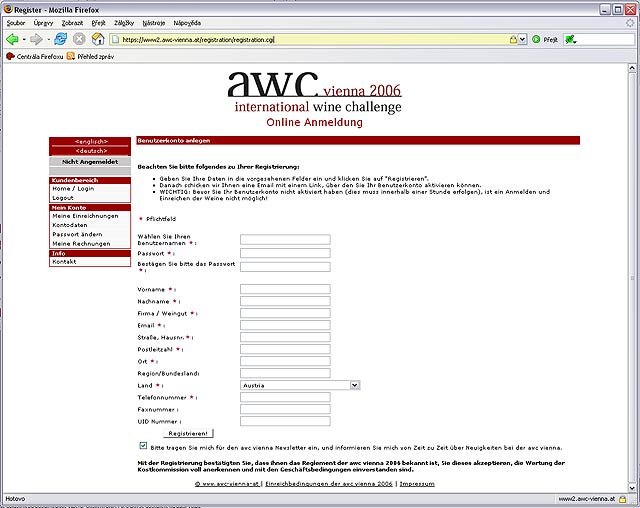 Register - Mozilla Firefox
Soubor Úpravy Zobrazit Přejít Záložky Nástroje Nápověda
https://www2.awc-vienna.at/registration/registration.cgi
Přejít
Centrála Firefoxu Přehled zpráv
awc vienna 2006
international wine challenge
Online Anmeldung
<englisch>
<deutsch>
Nicht Angemeldet
Kundenbereich
Home / Login
Logout
Mein Konto
Meine Einreichungen
Kontodaten
Passwort ändern
Meine Rechnungen
Info
Kontakt
Benutzerkonto anlegen
Beachten Sie bitte folgendes zu Ihrer Registrierung:
• Geben Sie Ihre Daten in die vorgesehenen Felder ein und klicken Sie auf "Registrieren".
• Danach schicken wir Ihnen eine Email mit einem Link, über den Sie Ihr Benutzerkonto aktivieren können.
• WICHTIG: Bevor Sie Ihr Benutzerkonto nicht aktiviert haben (dies muss innerhalb einer Stunde erfolgen), ist ein Anmelden und
Einreichen der Weine nicht möglich!
* Pflichtfeld
Wählen Sie Ihren
Benutzernamen *:
Passwort *:
Bestägen Sie bitte das Passwort
*:
Vorname *:
Nachname *:
Firma / Weingut *:
Email *:
Straße, Hausnr. *:
Postleitzahl *:
Ort *:
Region/Bundesland:
Land *: Austria
Telefonnummer *:
Faxnummer :
UID Nummer :
Registrieren!
Bitte tragen Sie mich für den awc vienna Newsletter ein, und informieren Sie mich von Zeit zu Zeit über Neuigkeiten bei der awc vienna.
Mit der Registrierung bestätigten Sie, dass ihnen das Reglement der awc vienna 2006 bekannt ist, Sie dieses akzeptieren, die Wertung der
Kostkommission voll anerkennen und mit den Geschäftsbedingungen einverstanden sind.
© www.awc-vienna-at | Einreichbedingungen der awc vienna 2006 | Impressum
Hotovo www2.awc-vienna.at